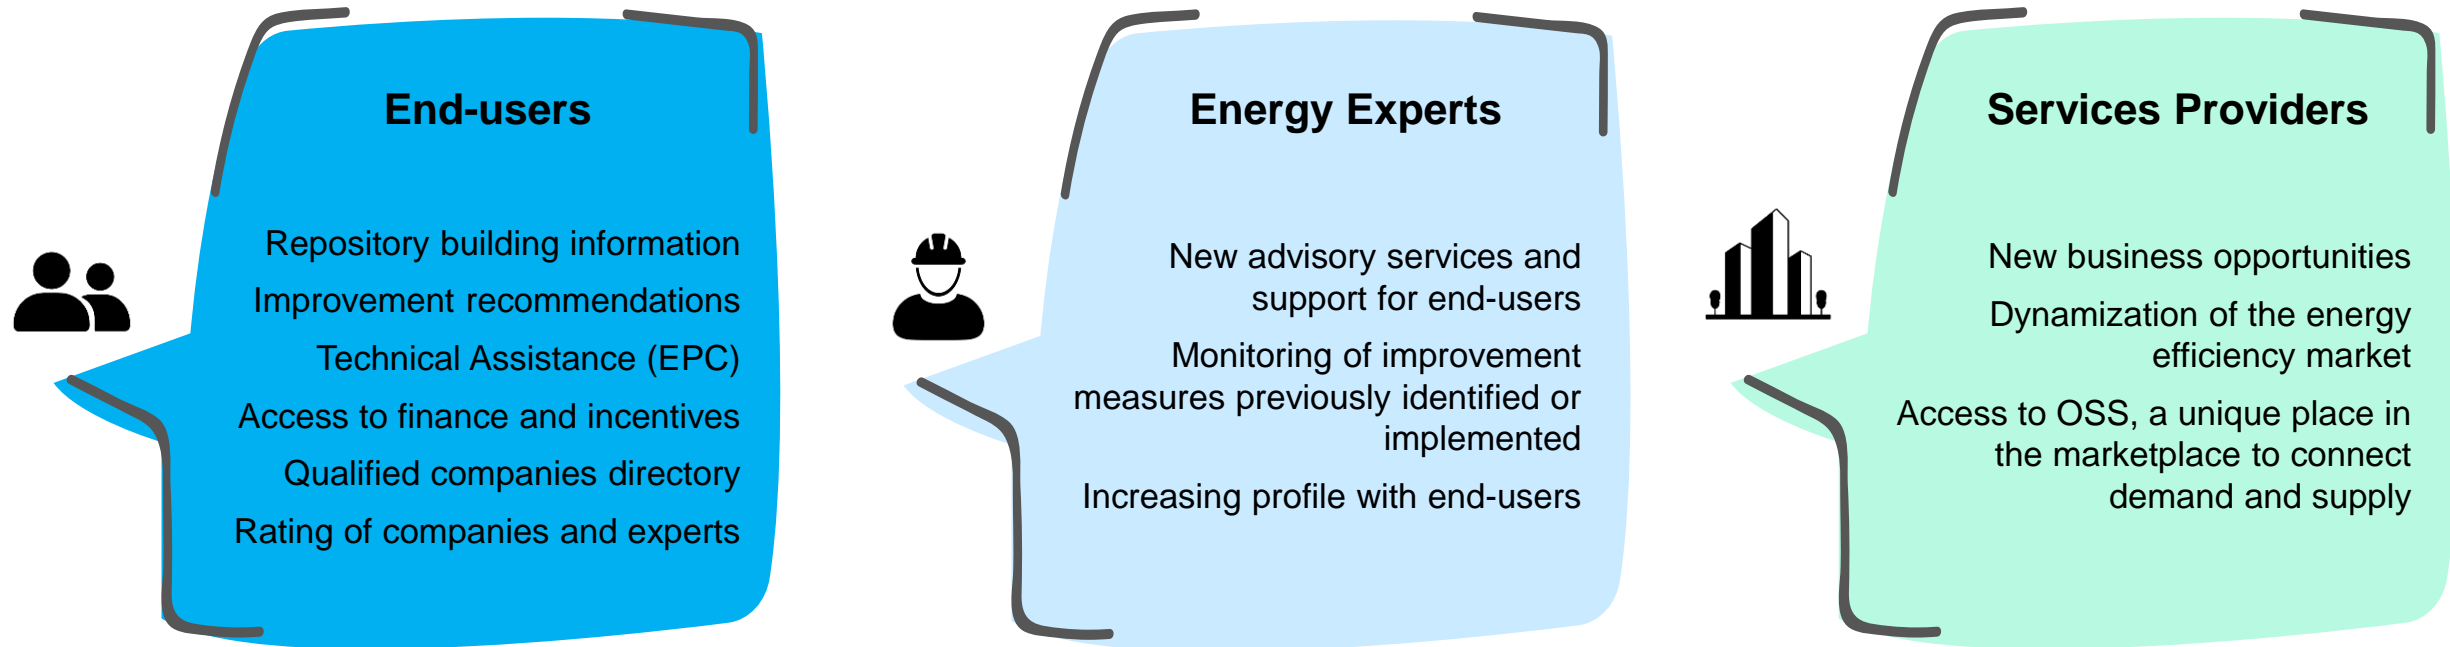 End-users
Repository building information
Improvement recommendations
Technical Assistance (EPC)
Access to finance and incentives
Qualified companies directory
Rating of companies and experts
Energy Experts
New advisory services and
support for end-users
Monitoring of improvement
measures previously identified or
implemented
Increasing profile with end-users
Services Providers
New business opportunities
Dynamization of the energy
efficiency market
Access to OSS, a unique place in
the marketplace to connect
demand and supply